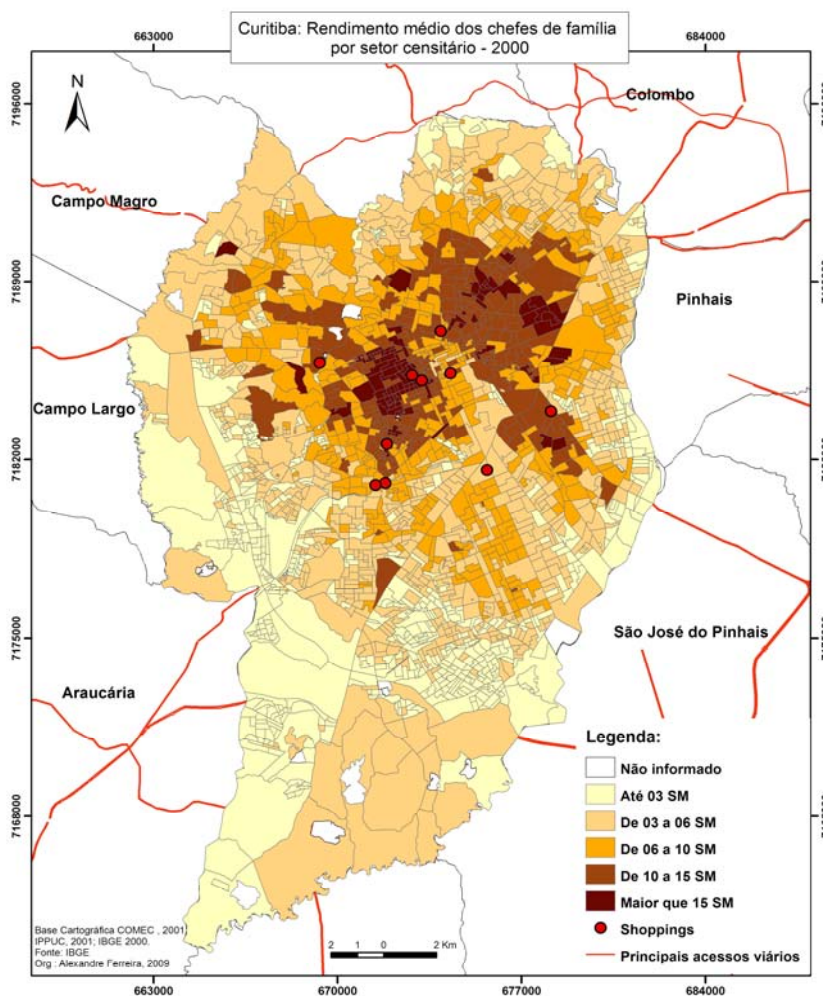 Curitiba: Rendimento médio dos chefes de família
por setor censitário - 2000
663000
684000
N
7196000
Colombo
Campo Magro
7189000
Pinhais
Campo Largo
7182000
7175000
São José do Pinhais
Araucária
Legenda:
Não informado
Até 03 SM
7168000
De 03 a 06 SM
De 06 a 10 SM
De 10 a 15 SM
Maior que 15 SM
Shoppings
Principais acessos viários
Base Cartográfica COMEC , 2001
IPPUC, 2001; IBGE 2000.
Fonte: IBGE
Org : Alexandre Ferreira, 2009
2 1 0 2 Km
663000
670000
677000
684000